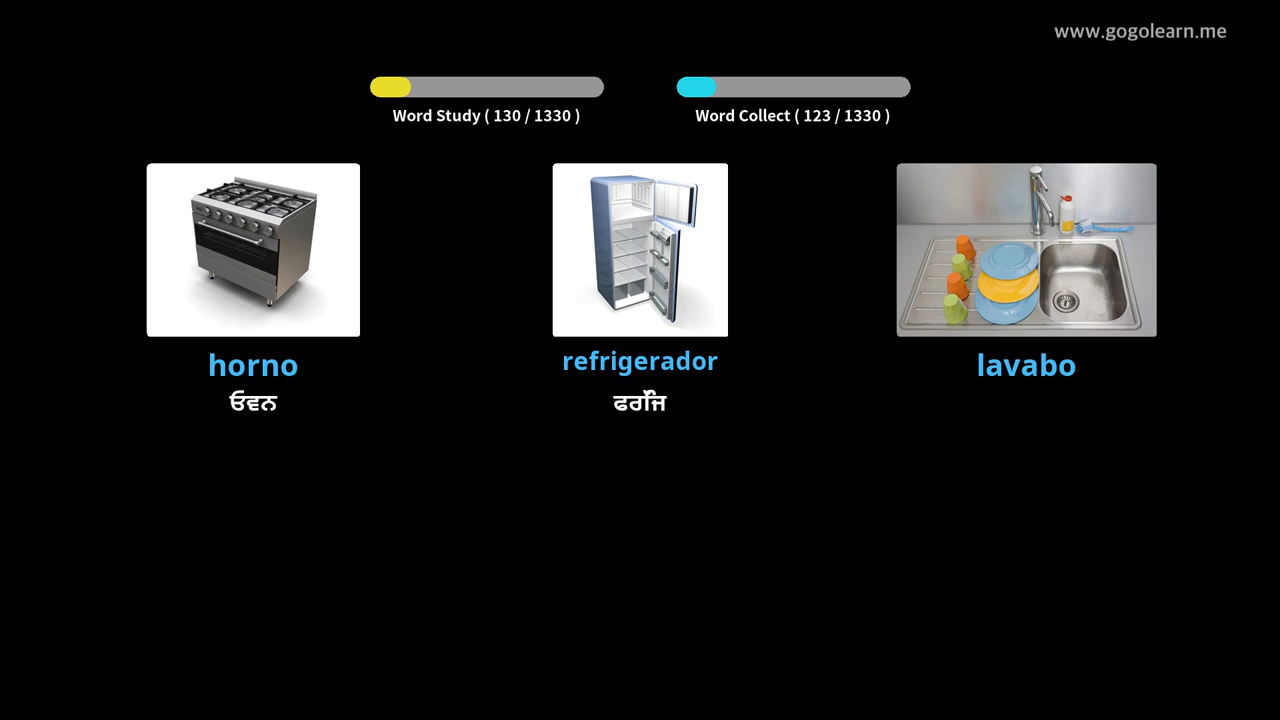 www.gogolearn.me
Word Study ( 130 / 1330 )
Word Collect ( 123 / 1330 )
horno
refrigerador
lavabo
ਓਵਨ
ਫਰੀੱਜ